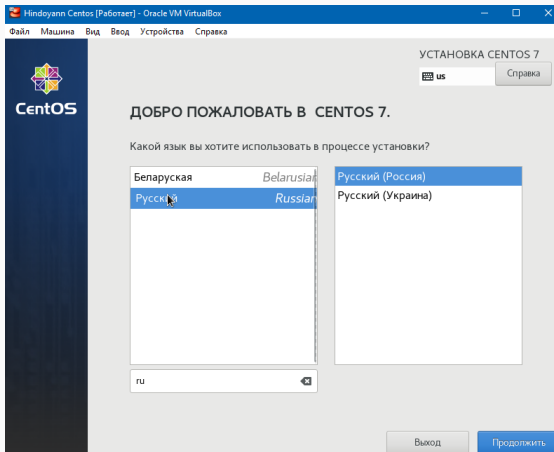 Hindoyann Centos [Работает] - Oracle VM VirtualBox
Файл Машина Вид Ввод Устройства Справка
УСТАНОВКА CENTOS 7
us
Справка
CentOS
ДОБРО ПОЖАЛОВАТЬ В CENTOS 7.
Какой язык вы хотите использовать в процессе установки?
Беларуская Belarusian
Русский Russian
Русский (Россия)
Русский (Украина)
ru
Выход
Продолжить